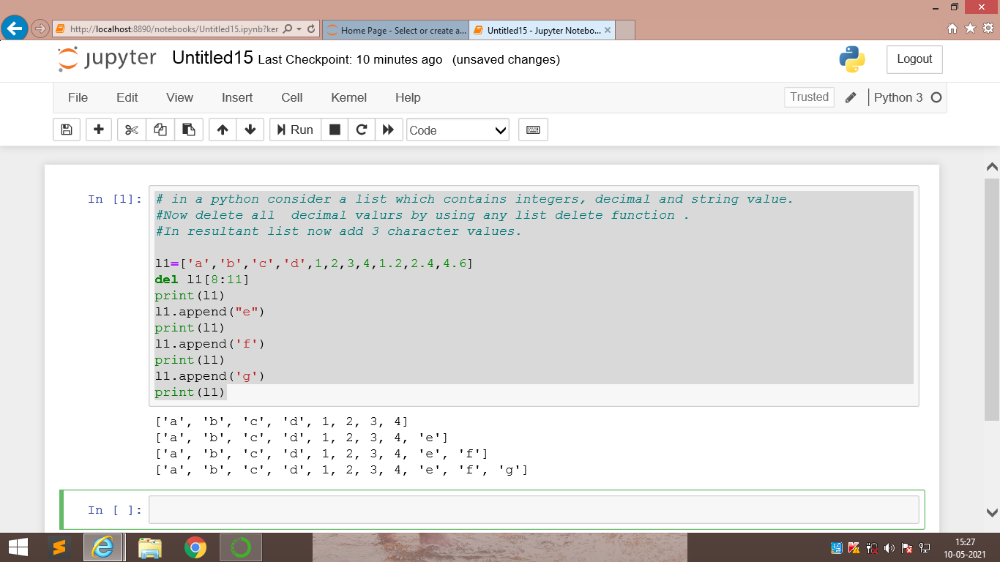 http://localhost:8890/notebooks/Untitled15.ipynb?ker
Home Page - Select or create a...
Untitled15 - Jupyter Notebo...
jupyter Untitled15 Last Checkpoint: 10 minutes ago (unsaved changes)
Logout
File Edit View Insert Cell Kernel Help
Trusted
Python 3
Run
Code
In [1]:
# in a python consider a list which contains integers, decimal and string value.
#Now delete all  decimal valurs by using any list delete function .
#In resultant list now add 3 character values.
l1=['a','b','c','d',1,2,3,4,1.2,2.4,4.6]
del l1[8:11]
print(l1)
l1.append("e")
print(l1)
l1.append('f')
print(l1)
l1.append('g')
print(l1)
['a', 'b', 'c', 'd', 1, 2, 3, 4]
['a', 'b', 'c', 'd', 1, 2, 3, 4, 'e']
['a', 'b', 'c', 'd', 1, 2, 3, 4, 'e', 'f']
['a', 'b', 'c', 'd', 1, 2, 3, 4, 'e', 'f', 'g']
In [ ]:
15:27
10-05-2021